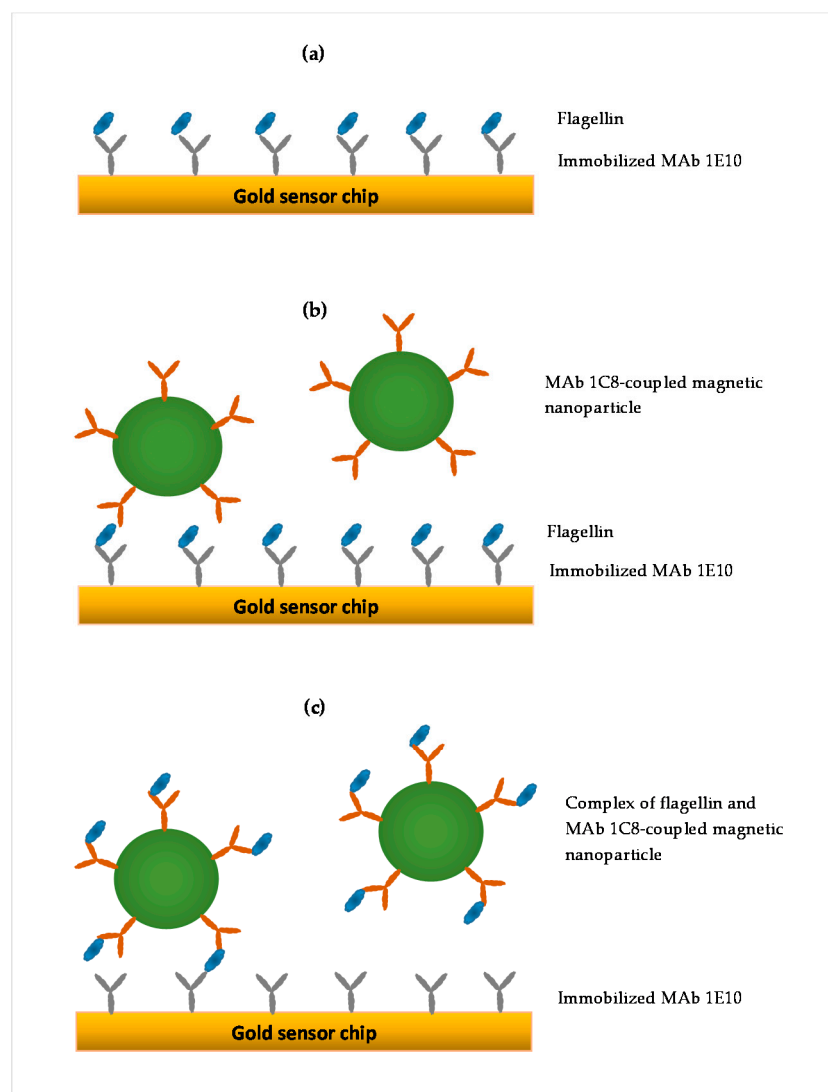 (a)
Flagellin
Immobilized MAb 1E10
Gold sensor chip
(b)
MAb 1C8-coupled magnetic
nanoparticle
Flagellin
Immobilized MAb 1E10
Gold sensor chip
(c)
Complex of flagellin and
MAb 1C8-coupled magnetic
nanoparticle
Immobilized MAb 1E10
Gold sensor chip